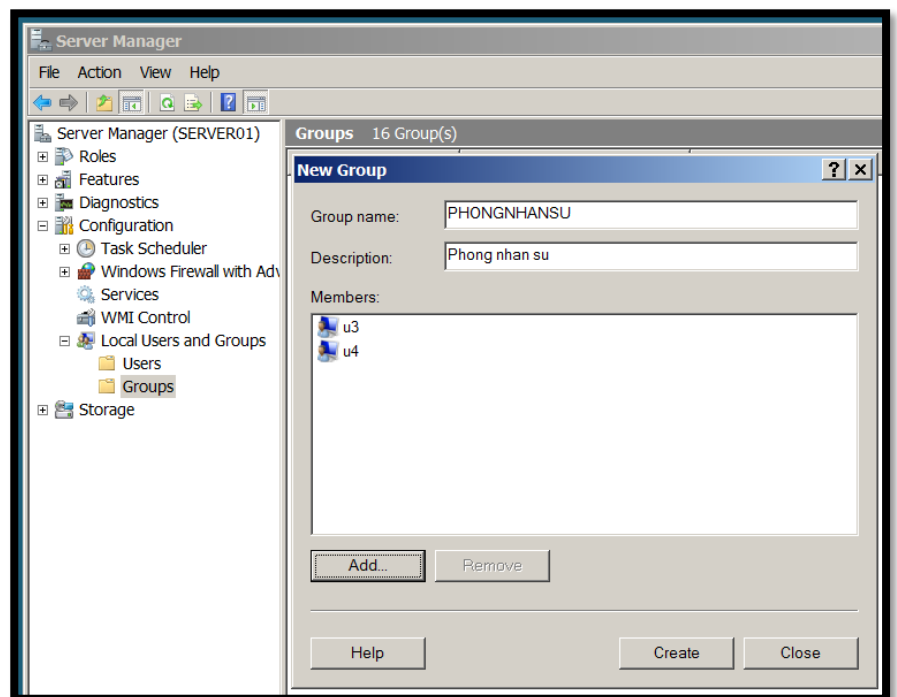 Server Manager
File Action View Help
Server Manager (SERVER01)
Roles
Features
Diagnostics
Configuration
Task Scheduler
Windows Firewall with Adv
Services
WMI Control
Local Users and Groups
Users
Groups
Storage
Groups 16 Group(s)
New Group
Group name: PHONGNHANSU
Description: Phong nhan su
Members:
u3
u4
Add... Remove
Help Create Close